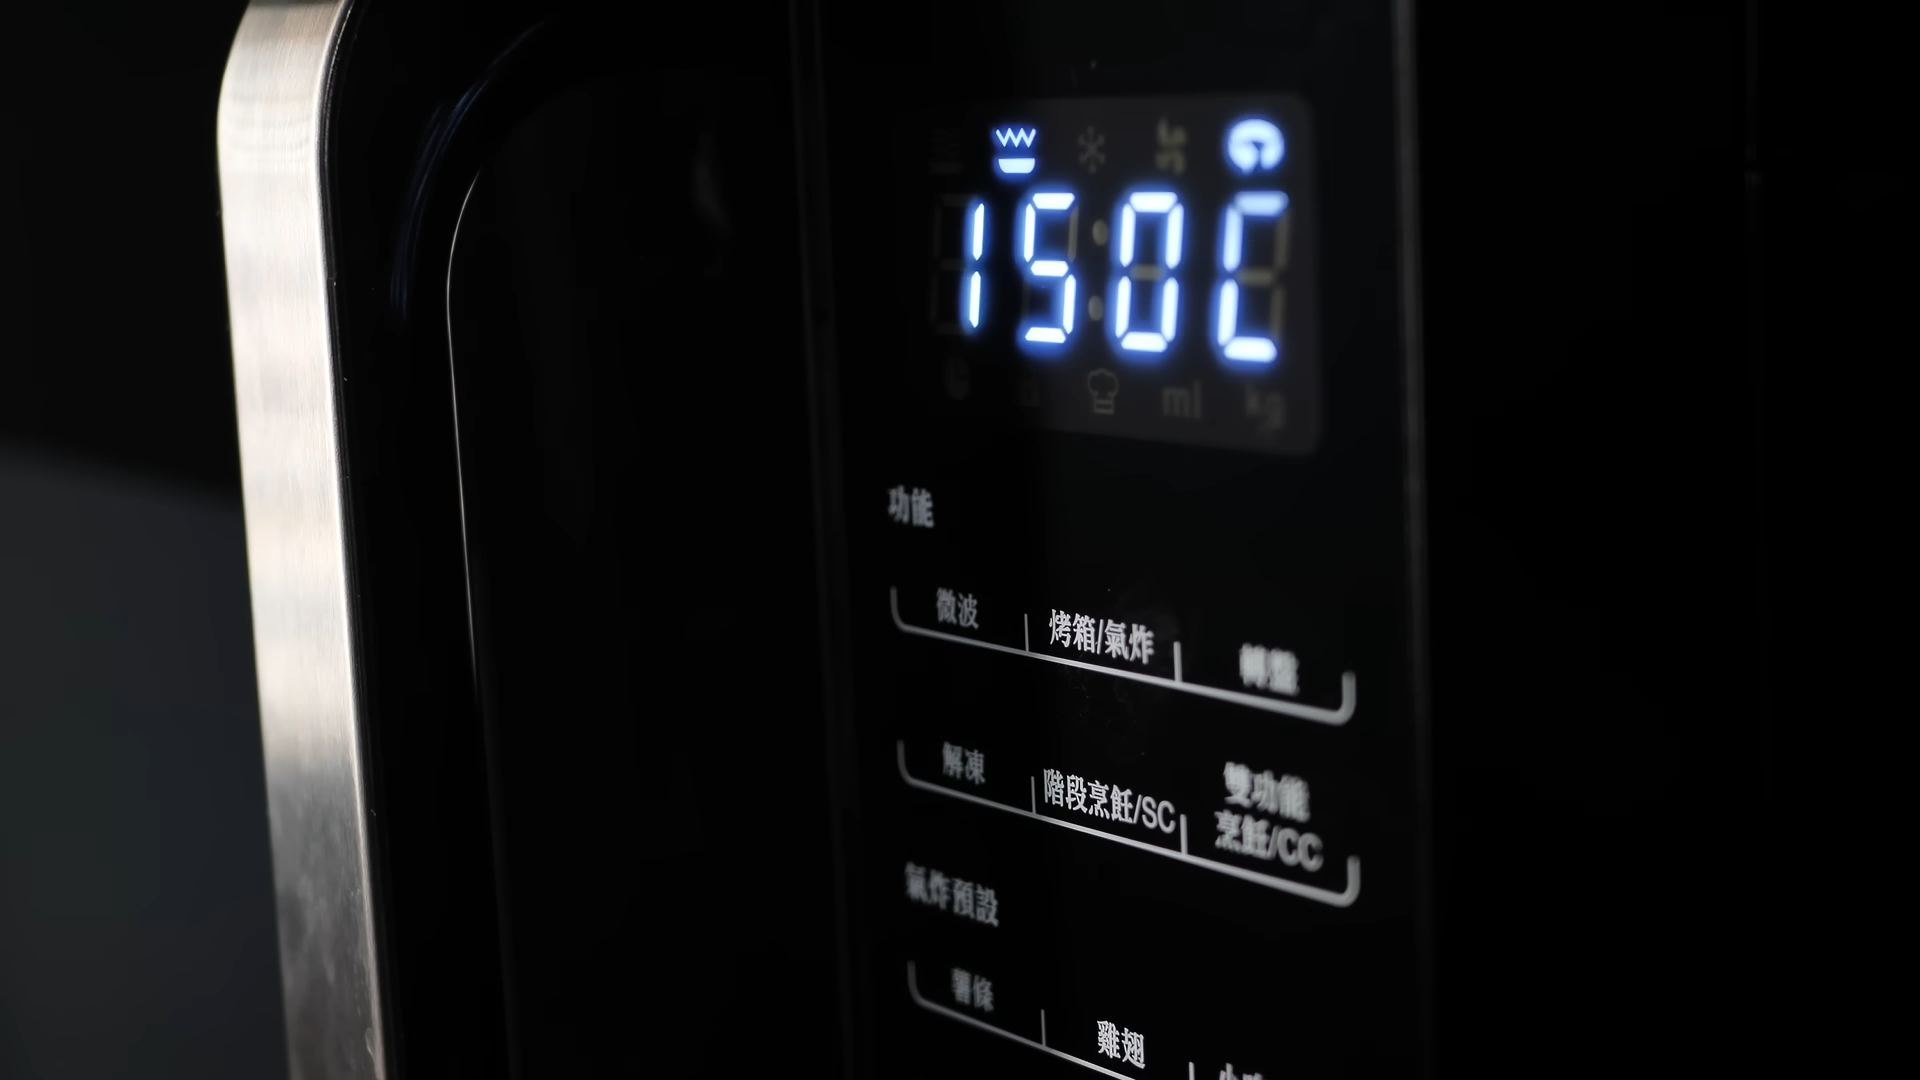 150C
ml
kg
功能
微波
烤箱/氣炸
轉盤
解凍
階段烹飪/SC
雙功能
烹飪/CC
氣炸預設
薯條
雞翅